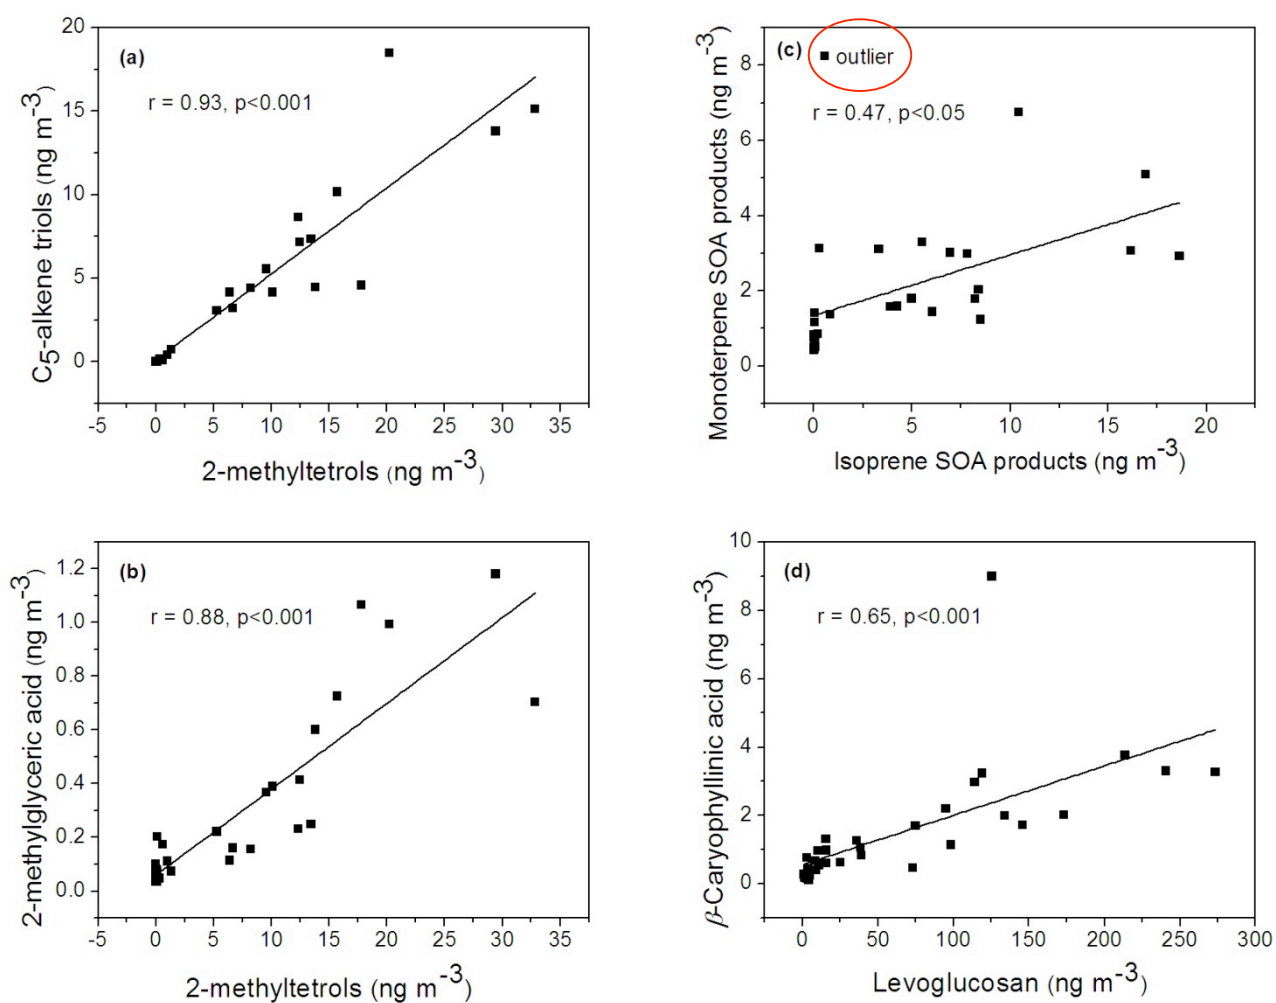 C5-alkene triols (ng m-3)
20
15
10
5
0
(a)
r = 0.93, p<0.001
-5 0 5 10 15 20 25 30 35
2-methyltetrols (ng m-3)
Monoterpene SOA products (ng m-3)
8
6
4
2
0
(c) outlier
r = 0.47, p<0.05
0 5 10 15 20
Isoprene SOA products (ng m-3)
2-methylglyceric acid (ng m-3)
1.2
1.0
0.8
0.6
0.4
0.2
0.0
(b)
r = 0.88, p<0.001
-5 0 5 10 15 20 25 30 35
2-methyltetrols (ng m-3)
β-Caryophyllinic acid (ng m-3)
10
8
6
4
2
0
(d)
r = 0.65, p<0.001
0 50 100 150 200 250 300
Levoglucosan (ng m-3)